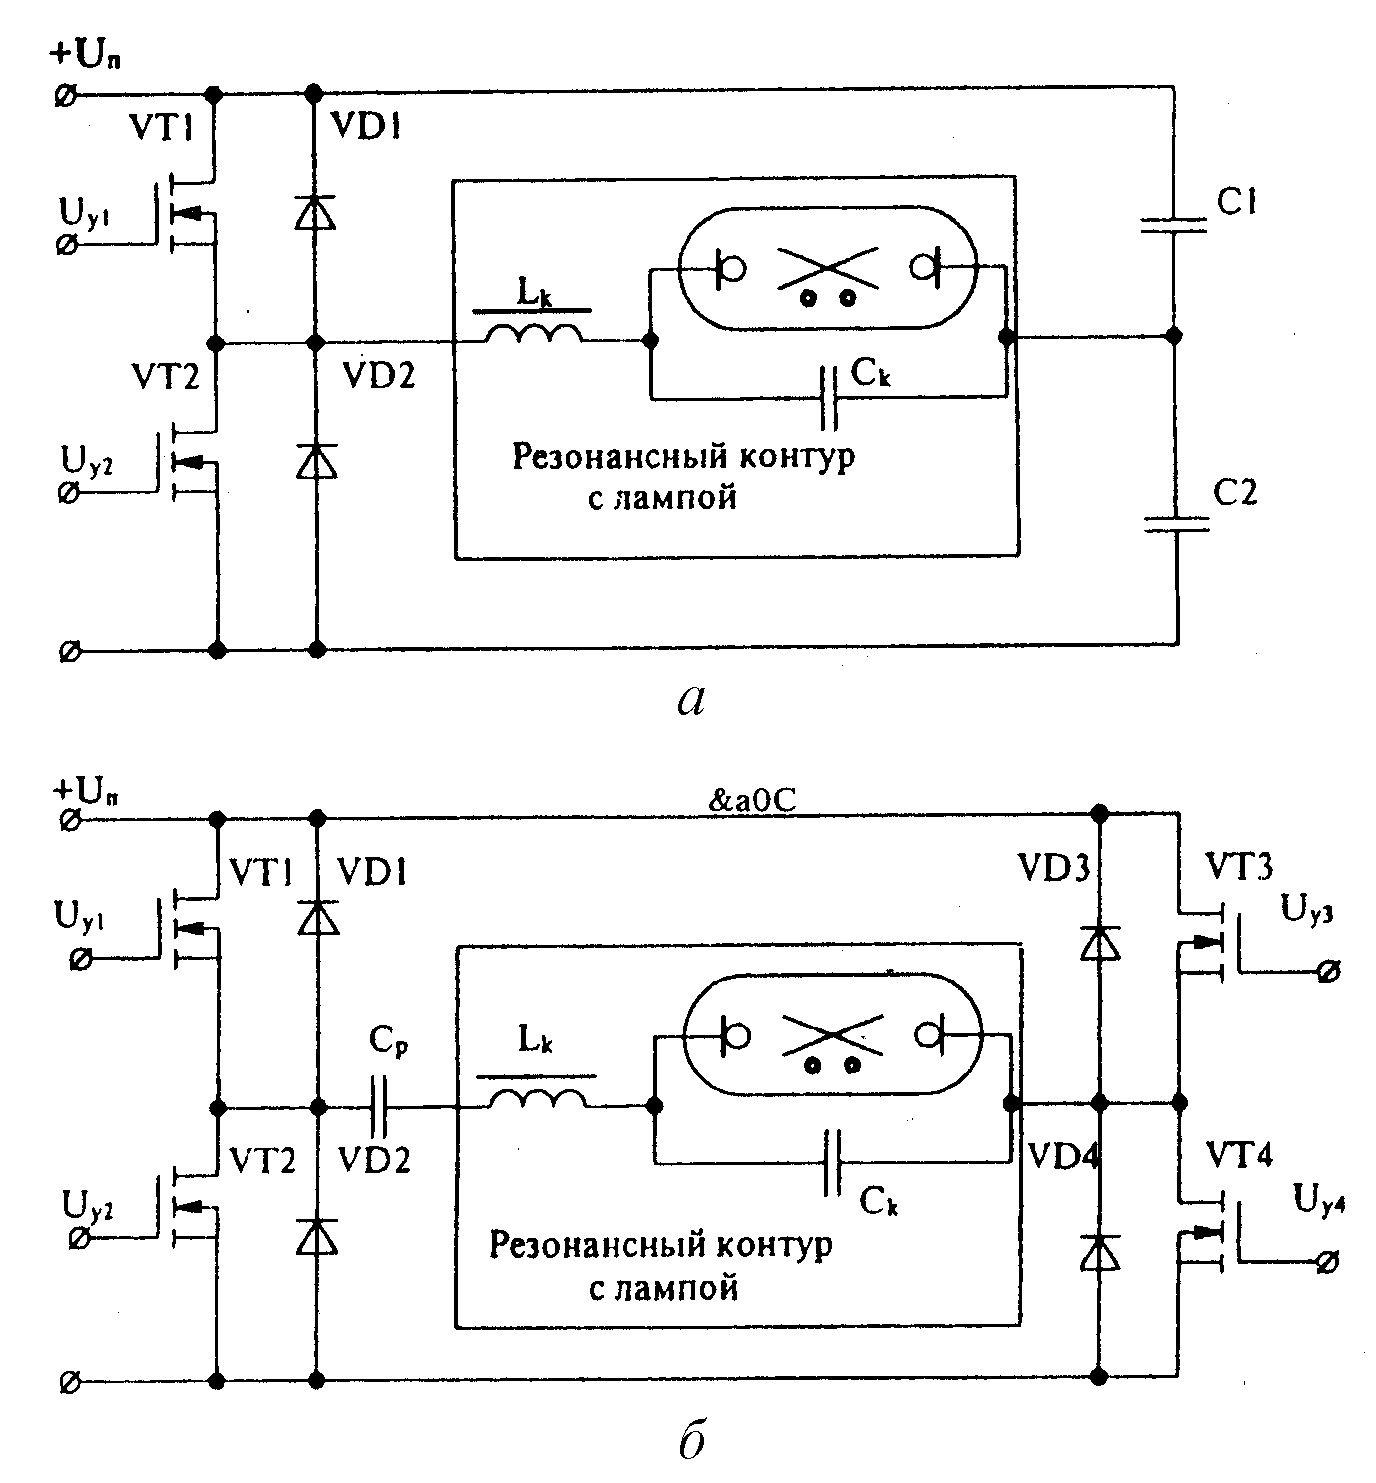 +Uп
VT1
VD1
Uy1
C1
Lk
VT2
VD2
Ck
Uy2
Резонансный контур
с лампой
C2
а
+Uп
&a0C
VT1
VD1
VD3
VT3
Uy1
Uy3
Cp
Lk
VT2
VD2
VD4
VT4
Uy2
Ck
Uy4
Резонансный контур
с лампой
б